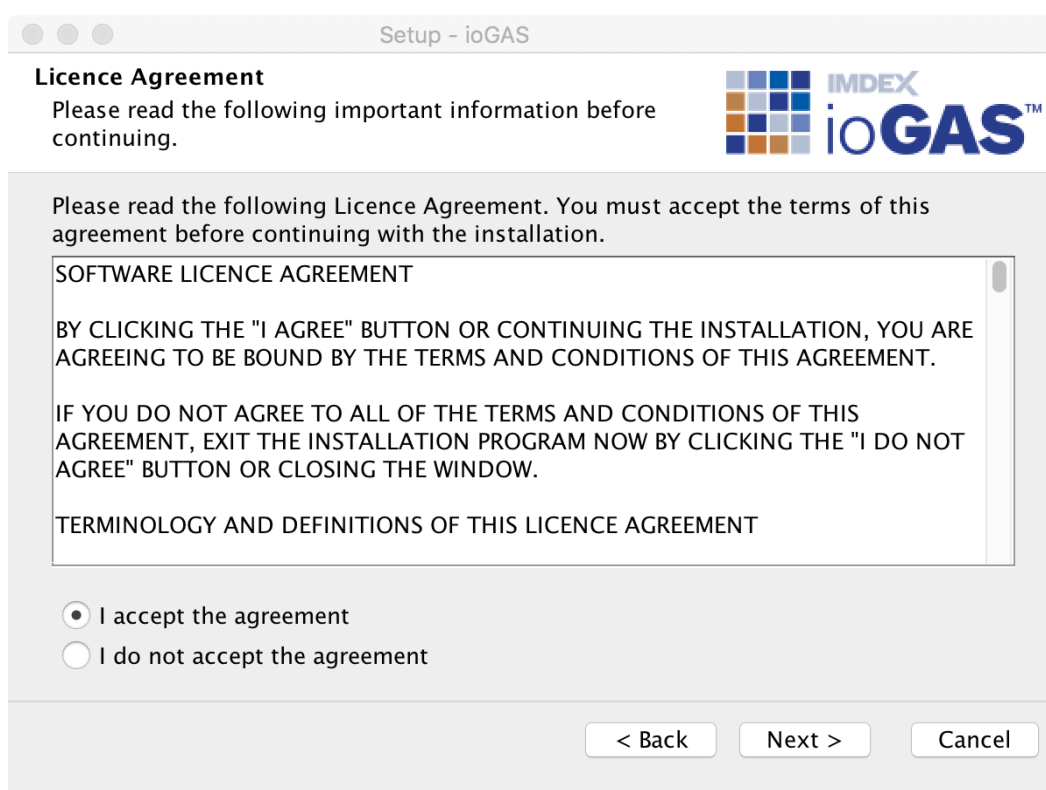 Setup - ioGAS
Licence Agreement
Please read the following important information before
continuing.
IMDEX
ioGAS™
Please read the following Licence Agreement. You must accept the terms of this
agreement before continuing with the installation.
SOFTWARE LICENCE AGREEMENT
BY CLICKING THE "I AGREE" BUTTON OR CONTINUING THE INSTALLATION, YOU ARE
AGREEING TO BE BOUND BY THE TERMS AND CONDITIONS OF THIS AGREEMENT.
IF YOU DO NOT AGREE TO ALL OF THE TERMS AND CONDITIONS OF THIS
AGREEMENT, EXIT THE INSTALLATION PROGRAM NOW BY CLICKING THE "I DO NOT
AGREE" BUTTON OR CLOSING THE WINDOW.
TERMINOLOGY AND DEFINITIONS OF THIS LICENCE AGREEMENT
I accept the agreement
I do not accept the agreement
< Back
Next >
Cancel